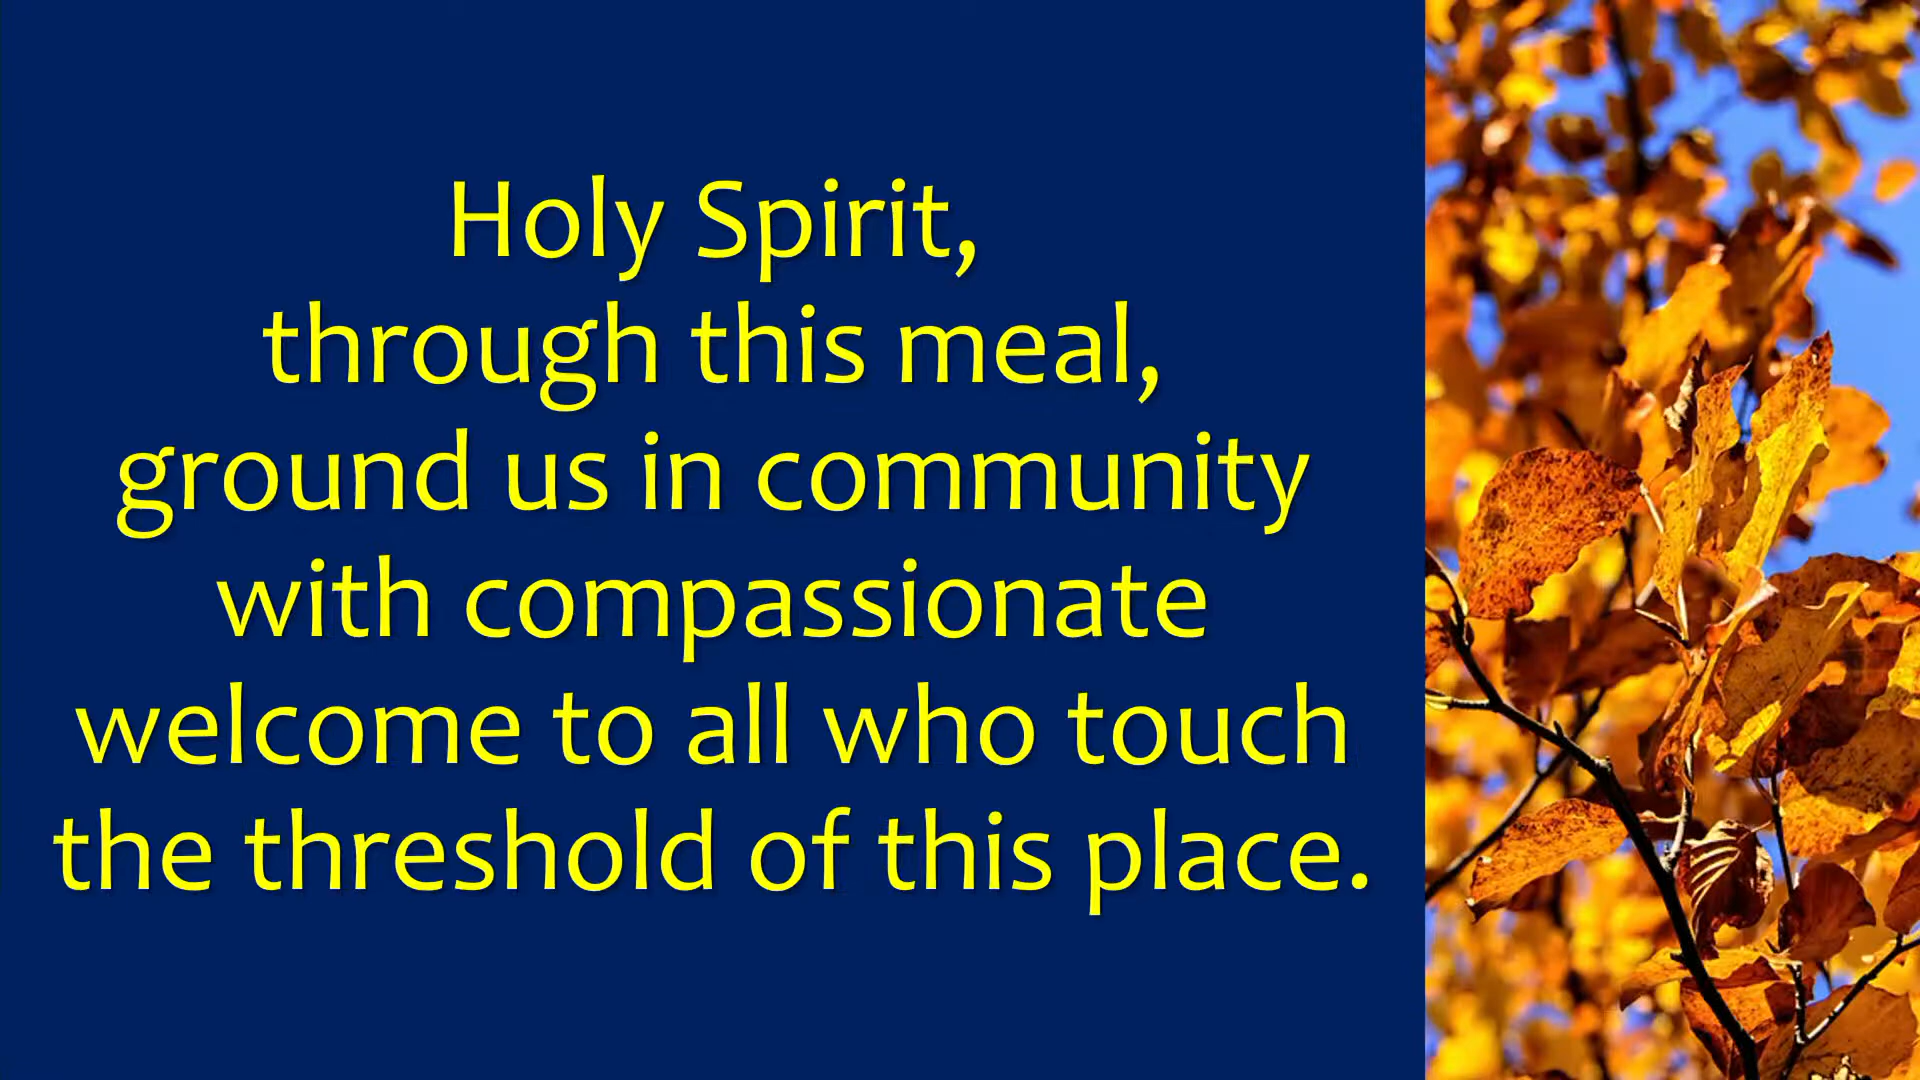 Holy Spirit,
through this meal,
ground us in community
with compassionate
welcome to all who touch
the threshold of this place.